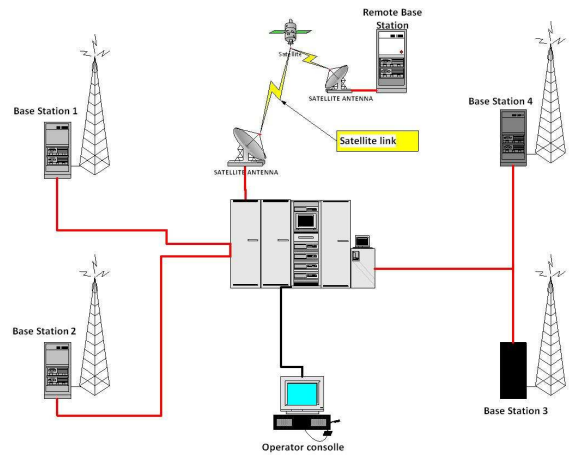 Remote Base
Station
Satellite
Base Station 4
SATELLITE ANTENNA
Base Station 1
Satellite link
SATELLITE ANTENNA
Base Station 2
Base Station 3
Operator consolle